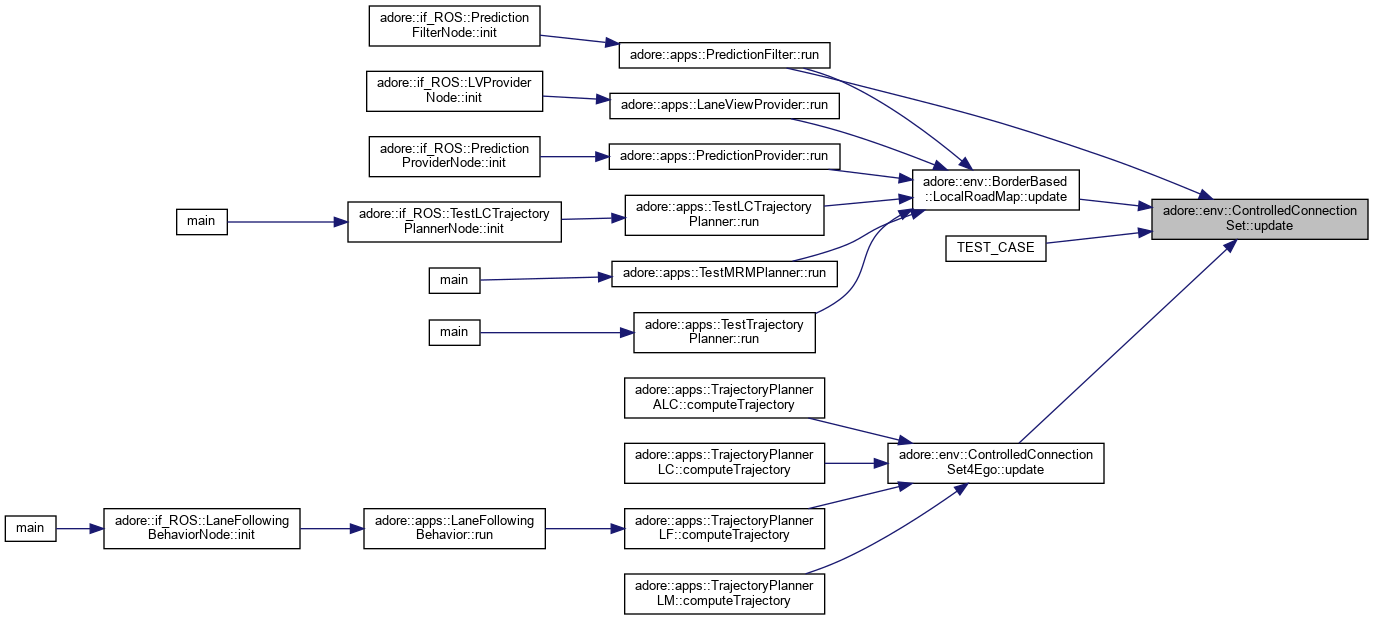 adore::if_ROS::Prediction
FilterNode::init
adore::apps::PredictionFilter::run
adore::if_ROS::LVProvider
Node::init
adore::apps::LaneViewProvider::run
adore::if_ROS::Prediction
ProviderNode::init
adore::apps::PredictionProvider::run
adore::env::BorderBased
::LocalRoadMap::update
adore::env::ControlledConnection
Set::update
main
adore::if_ROS::TestLCTrajectory
PlannerNode::init
adore::apps::TestLCTrajectory
Planner::run
TEST_CASE
main
adore::apps::TestMRMPlanner::run
main
adore::apps::TestTrajectory
Planner::run
adore::apps::TrajectoryPlanner
ALC::computeTrajectory
adore::apps::TrajectoryPlanner
LC::computeTrajectory
adore::env::ControlledConnection
Set4Ego::update
main
adore::if_ROS::LaneFollowing
BehaviorNode::init
adore::apps::LaneFollowing
Behavior::run
adore::apps::TrajectoryPlanner
LF::computeTrajectory
adore::apps::TrajectoryPlanner
LM::computeTrajectory